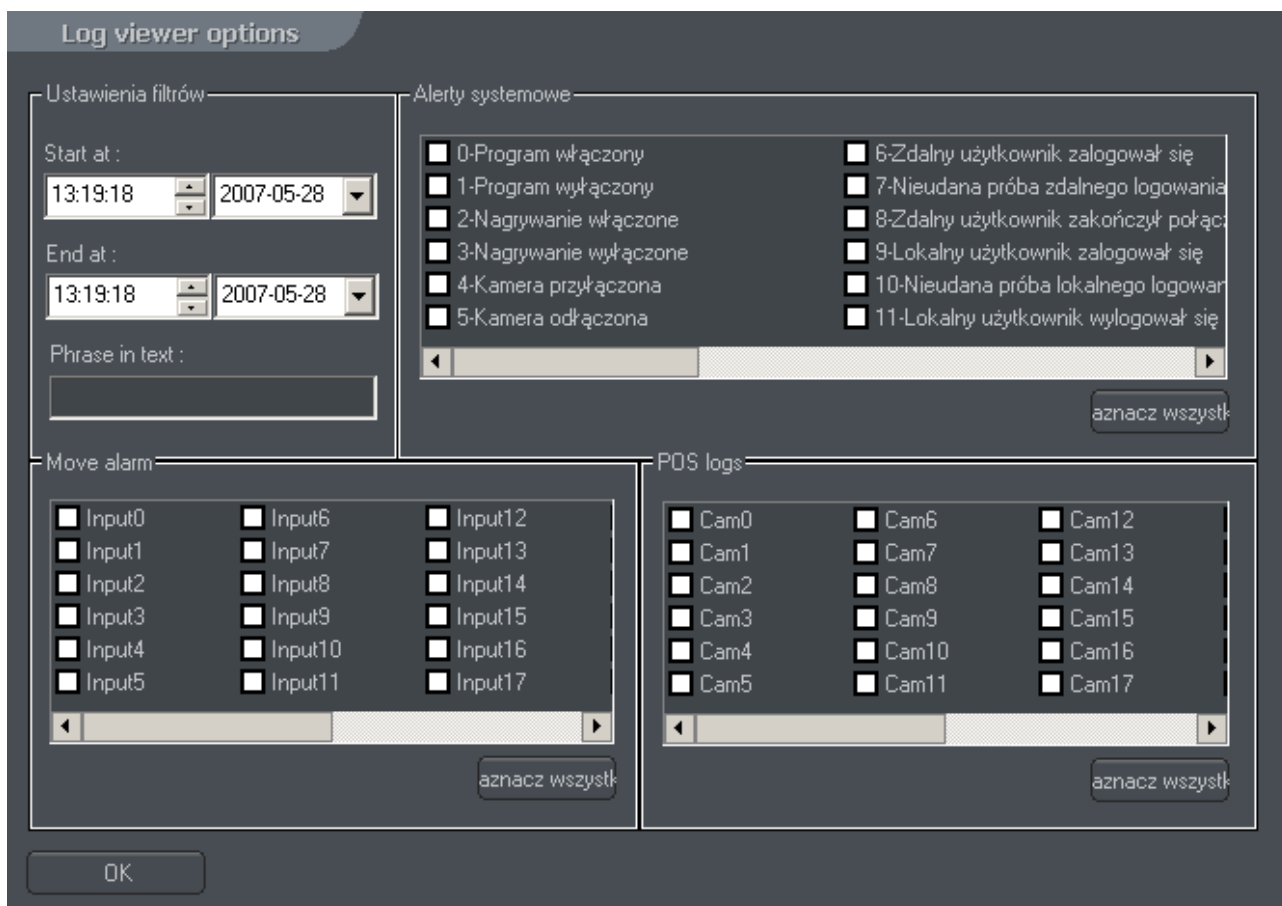 Log viewer options
Ustawienia filtrów
Start at :
13:19:18 2007-05-28
End at :
13:19:18 2007-05-28
Phrase in text :
Alerty systemowe
0-Program włączony
1-Program wyłączony
2-Nagrywanie włączone
3-Nagrywanie wyłączone
4-Kamera przyłączona
5-Kamera odłączona
6-Zdalny użytkownik zalogował się
7-Nieudana próba zdalnego logowania
8-Zdalny użytkownik zakończył połącz
9-Lokalny użytkownik zalogował się
10-Nieudana próba lokalnego logowan
11-Lokalny użytkownik wylogował się
aznacz wszystk
Move alarm
Input0
Input1
Input2
Input3
Input4
Input5
Input6
Input7
Input8
Input9
Input10
Input11
Input12
Input13
Input14
Input15
Input16
Input17
aznacz wszystk
POS logs
Cam0
Cam1
Cam2
Cam3
Cam4
Cam5
Cam6
Cam7
Cam8
Cam9
Cam10
Cam11
Cam12
Cam13
Cam14
Cam15
Cam16
Cam17
aznacz wszystk
OK